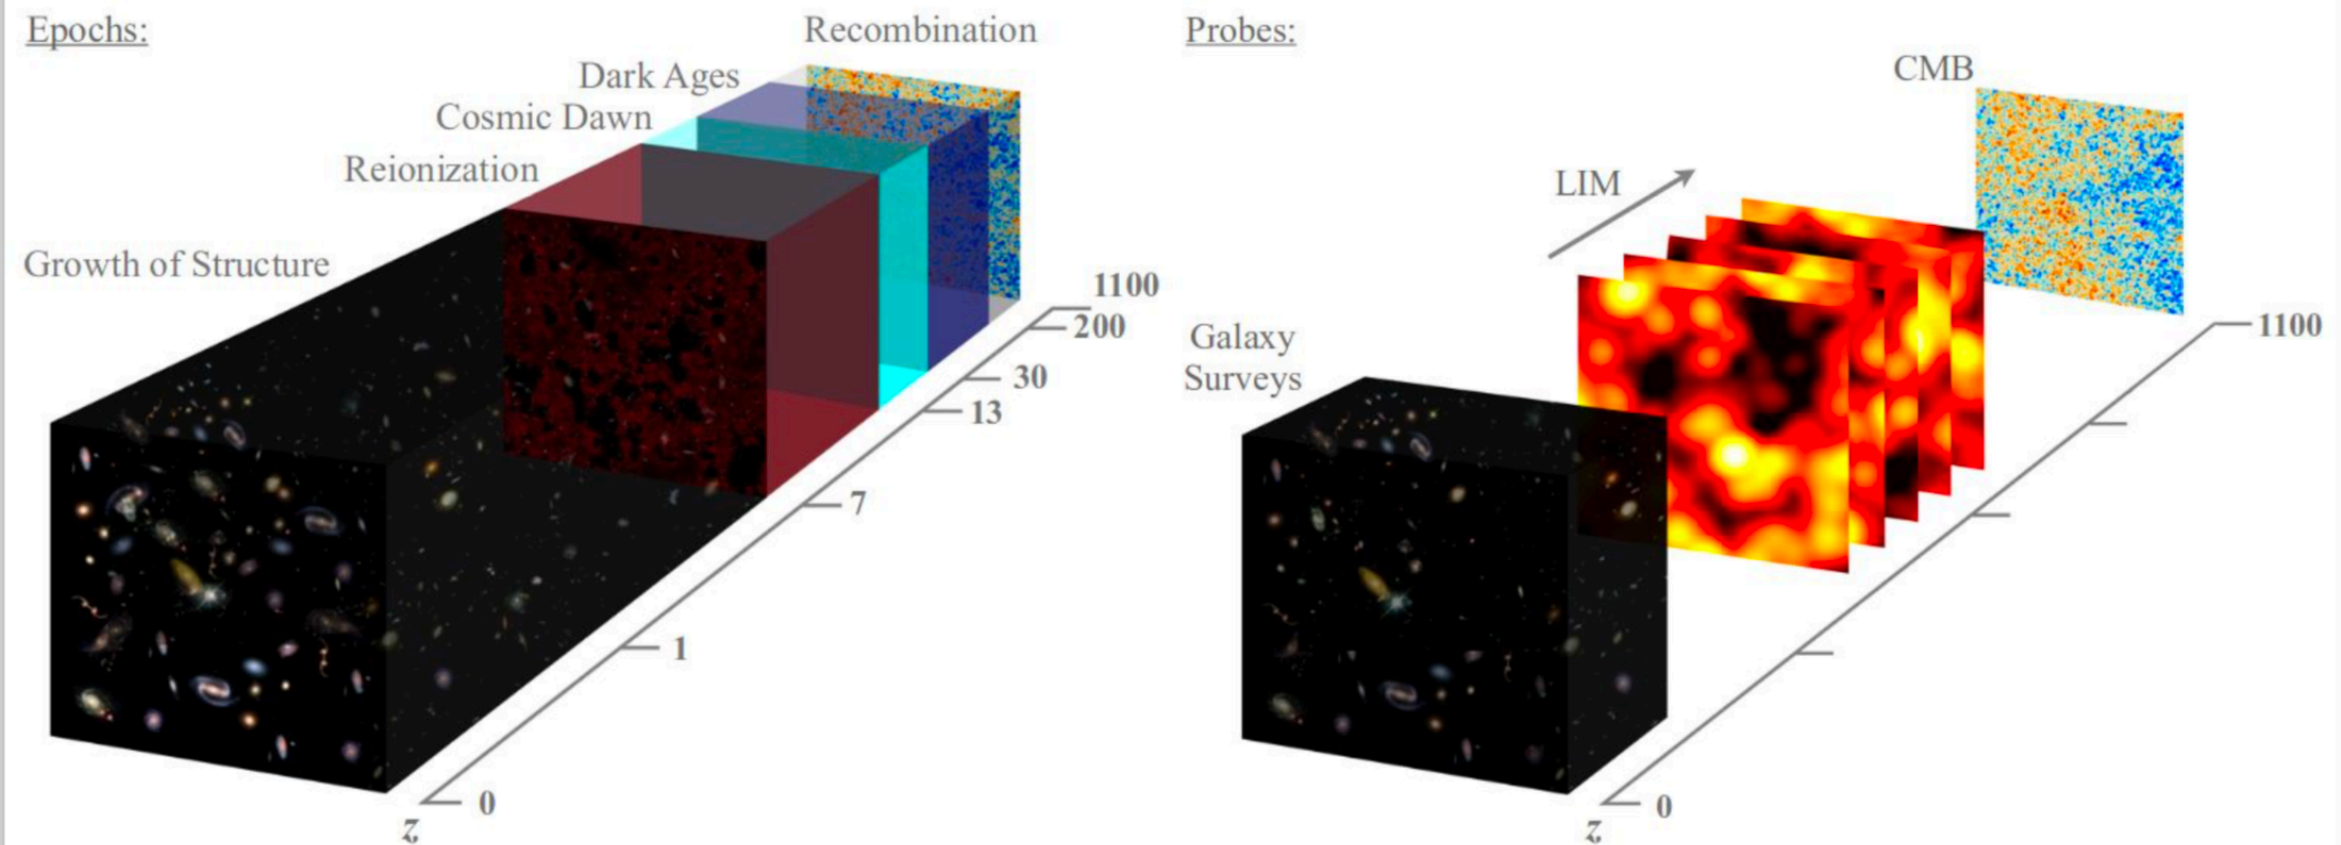 Epochs:
Recombination
Dark Ages
Cosmic Dawn
Reionization
Growth of Structure
1100
200
30
13
7
1
0
z
Probes:
CMB
LIM
Galaxy
Surveys
1100
0
z